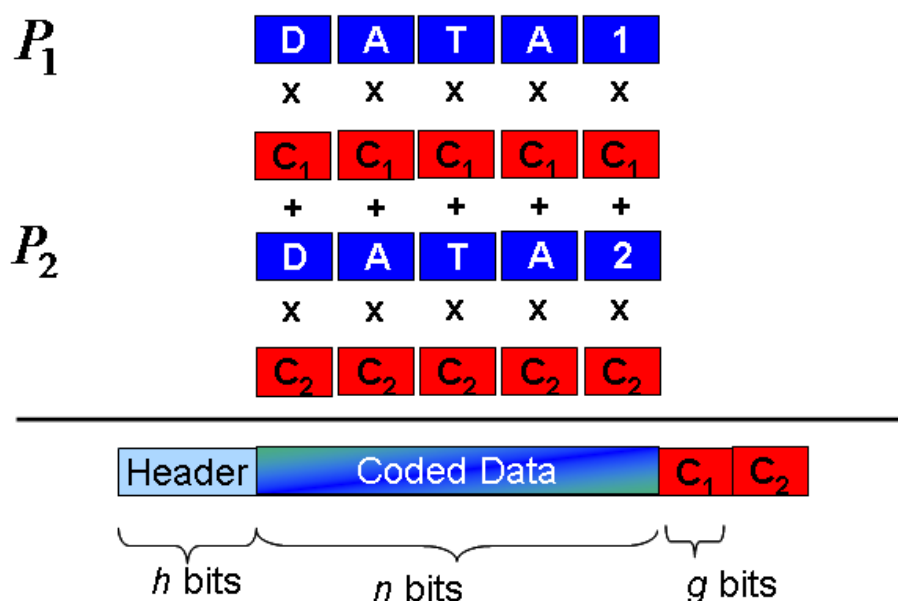 P₁ D A T A 1
x x x x x
C₁ C₁ C₁ C₁ C₁
+ + + + +
P₂ D A T A 2
x x x x x
C₂ C₂ C₂ C₂ C₂
Header Coded Data C₁ C₂
h bits n bits g bits